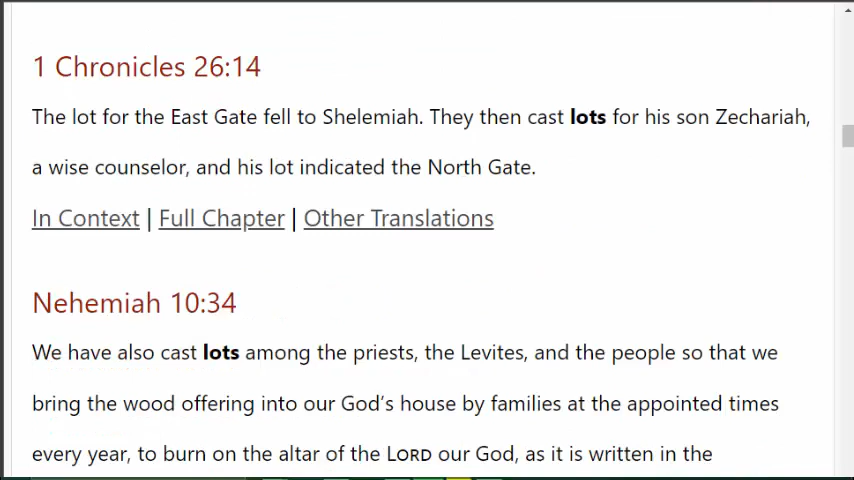 1 Chronicles 26:14
The lot for the East Gate fell to Shelemiah. They then cast lots for his son Zechariah,
a wise counselor, and his lot indicated the North Gate.
In Context | Full Chapter | Other Translations
Nehemiah 10:34
We have also cast lots among the priests, the Levites, and the people so that we
bring the wood offering into our God’s house by families at the appointed times
every year, to burn on the altar of the LORD our God, as it is written in the